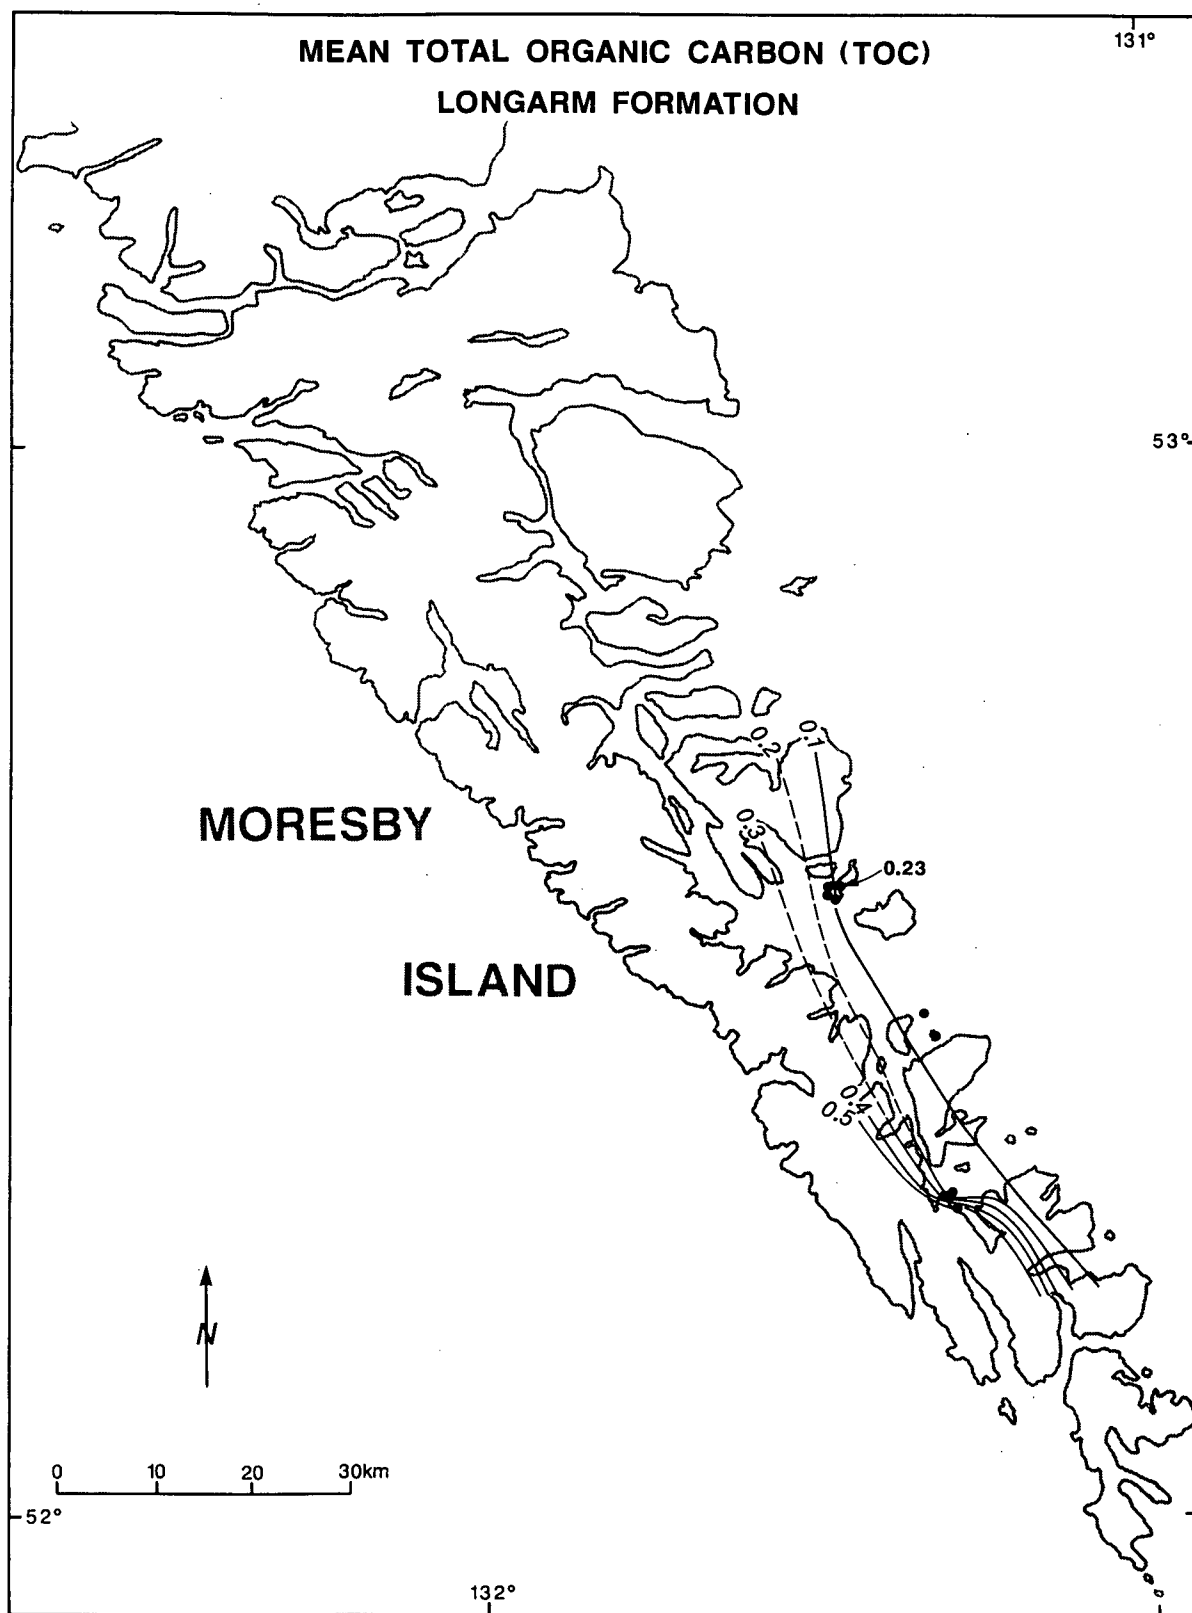 MEAN TOTAL ORGANIC CARBON (TOC)
LONGARM FORMATION
131°
53°
0.1
0.2
0.3
MORESBY
0.23
ISLAND
0.4
0.5
N
0 10 20 30km
52°
132°